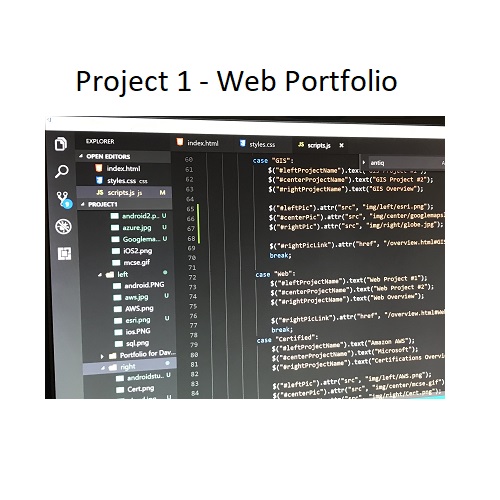 Project 1 - Web Portfolio
EXPLORER
OPEN EDITORS
index.html
styles.css css
scripts.js js M
PROJECT1
android2.p... U
azure.jpg U
Googlema... U
iOS2.png
mcse.gif
left
android.PNG
aws.jpg U
AWS.png
esri.png U
ios.PNG
sql.png
Portfolio for Dav...
right
androidstu... U
Cert.png
index.html
styles.css
scripts.js
antiq
60 case "GIS":
61 $("#leftProjectName").text( GIS Project #1");
62 $("#centerProjectName").text("GIS Project #2");
63 $("#rightProjectName").text("GIS Overview");
64
65 $("#leftPic").attr("src", "img/left/esri.png");
66 $("#centerPic").attr("src", "img/center/googlemaps
67 $("#rightPic").attr("src", "img/right/globe.jpg");
68
69 $("#rightPicLink").attr("href", "/overview.html#GIS
70 break;
71
72 case "Web":
73 $("#leftProjectName").text("Web Project #1");
74 $("#centerProjectName").text("Web Project #2");
75 $("#rightProjectName").text("Web Overview");
76
77 $("#rightPicLink").attr("href", "/overview.html#We
78 break;
79 case "Certified":
80 $("#leftProjectName").text("Amazon AWS");
81 $("#centerProjectName").text("Microsoft");
82 $("#rightProjectName").text("Certifications Overvi
83 $("#leftPic").attr("src", "img/left/AWS.png");
84 $("#centerPic").attr("src", "img/center/mcse.gif")
$("#rightPic").attr("src", "img/right/Cert.png");